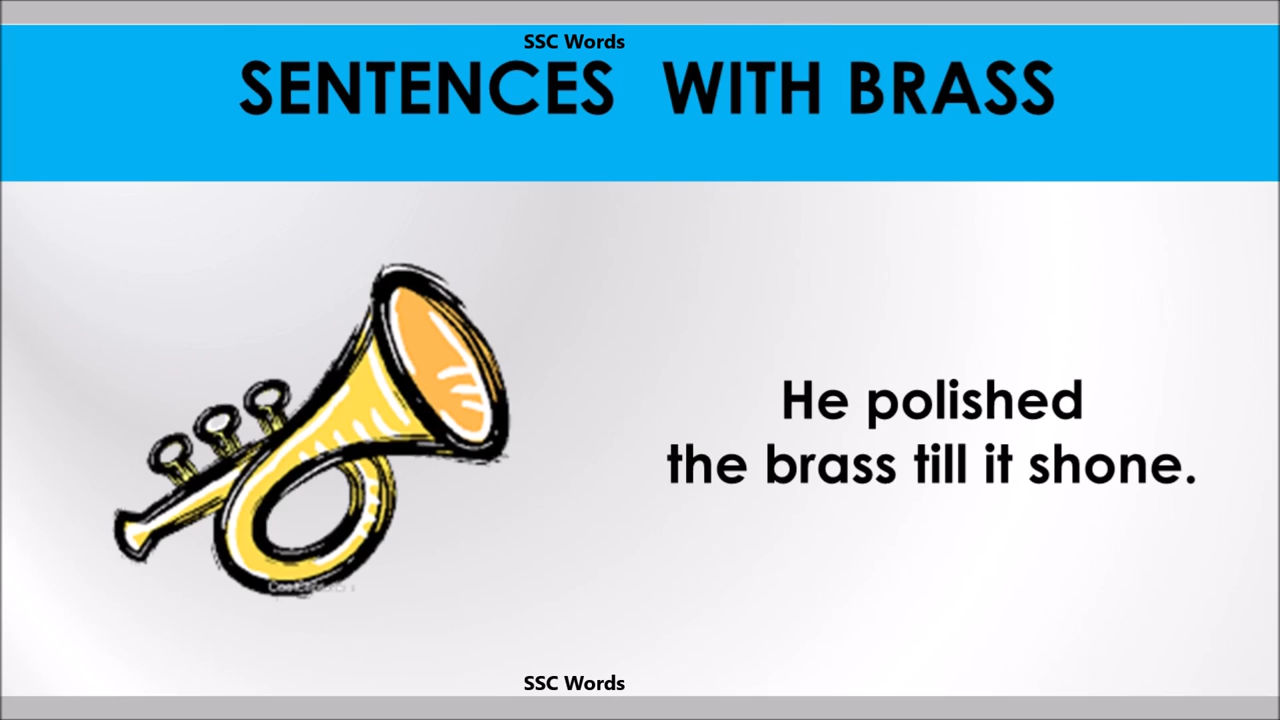 SSC Words
SENTENCES WITH BRASS
He polished
the brass till it shone.
SSC Words